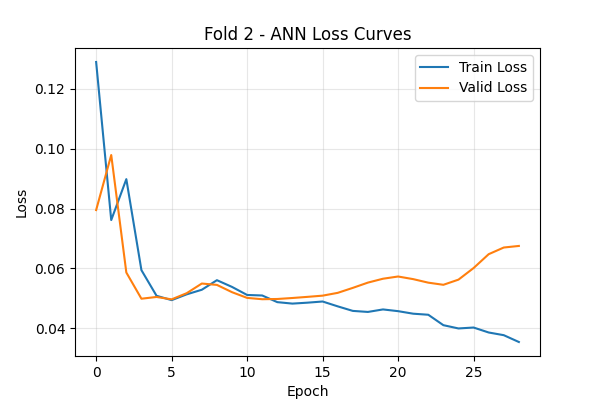 Fold 2 - ANN Loss Curves
Train Loss
Valid Loss
0.12
0.10
0.08
0.06
0.04
Loss
0 5 10 15 20 25
Epoch